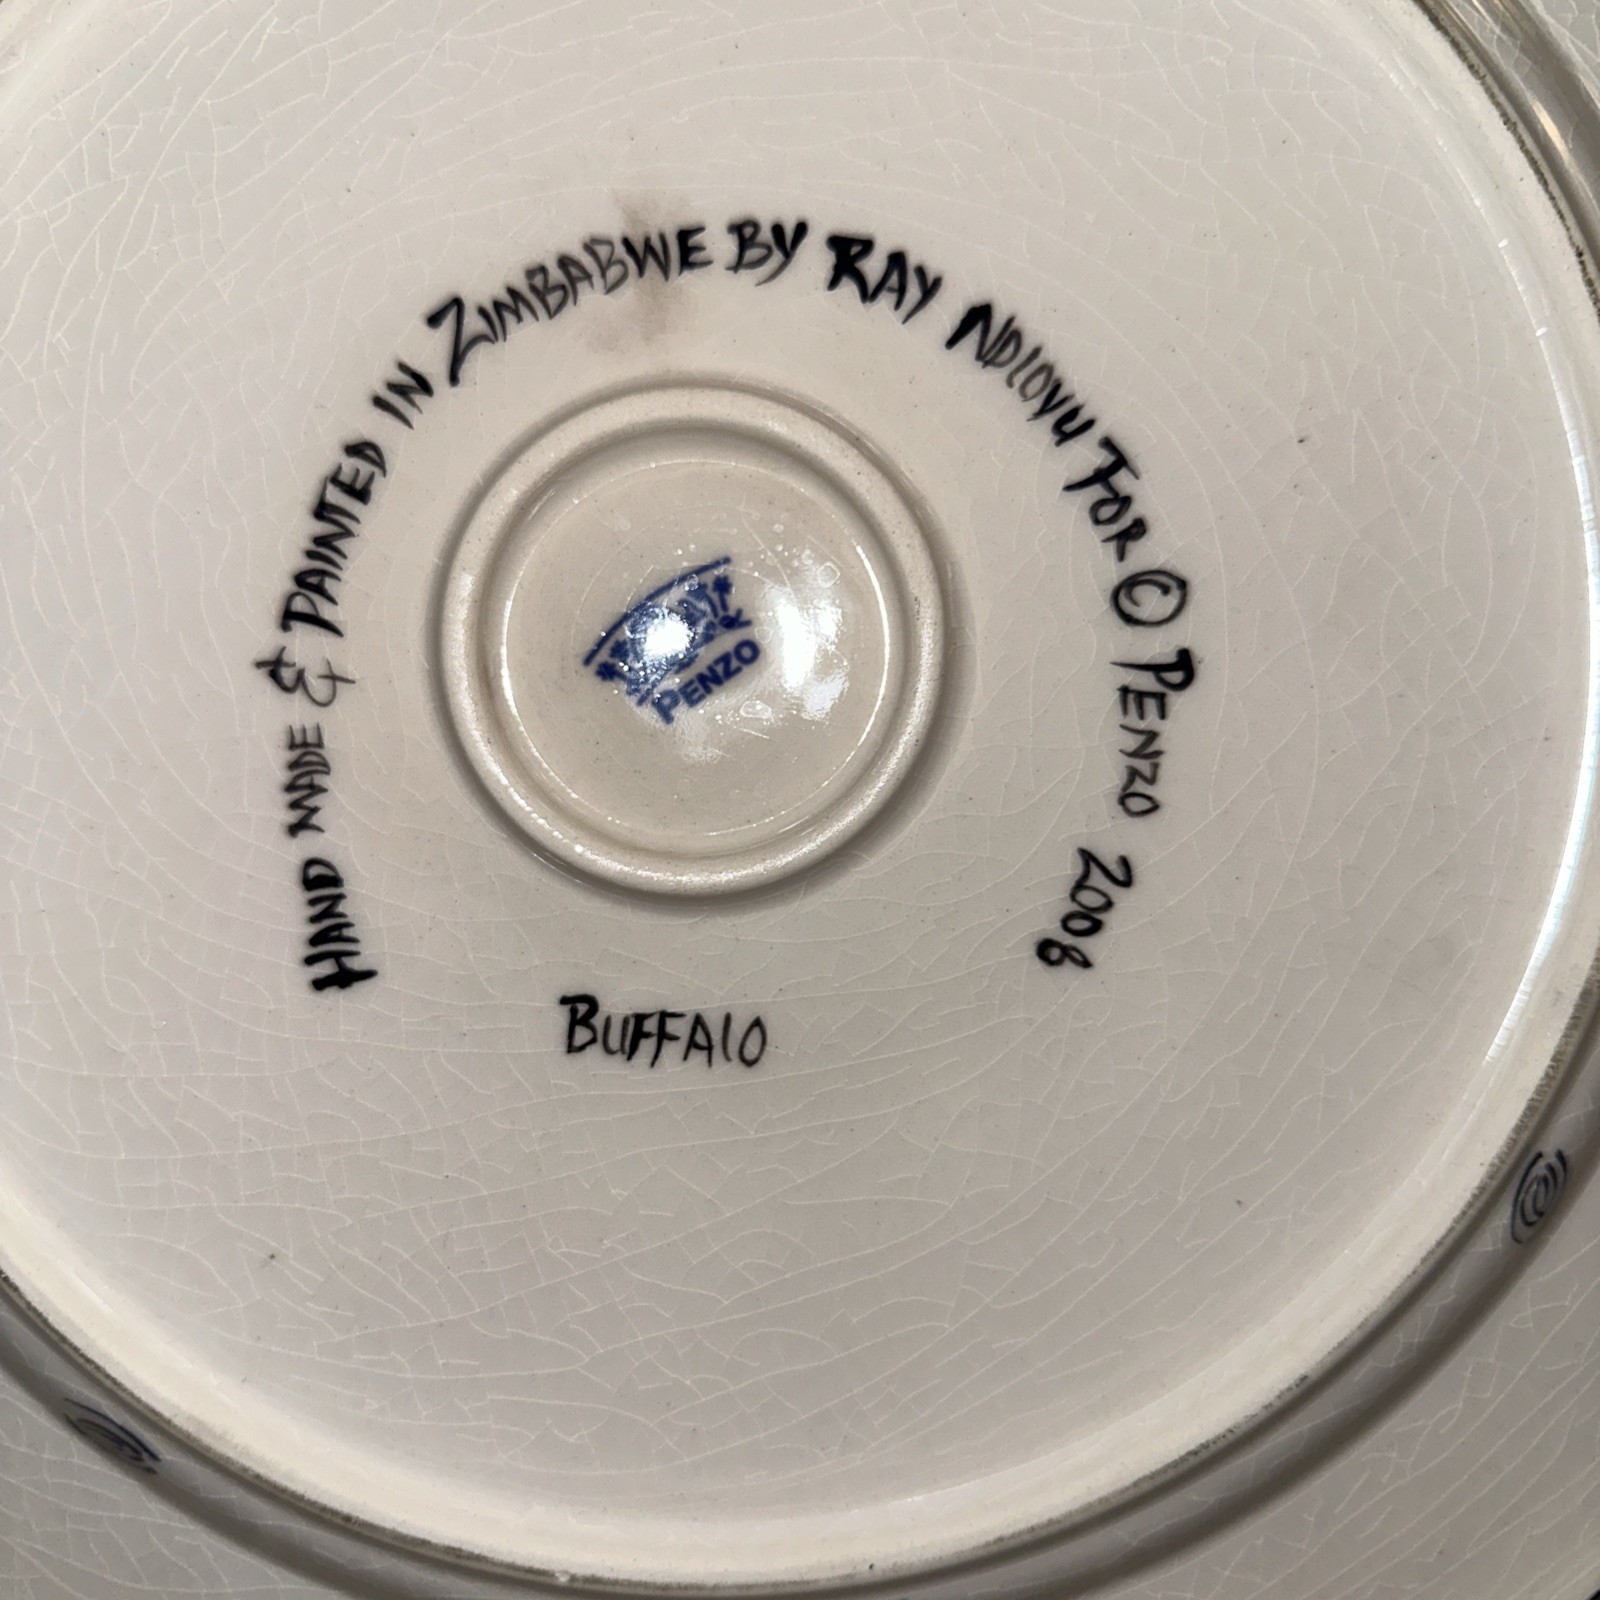 HAND MADE & PAINTED IN ZIMBABWE BY RAY NDLOVU FOR © PENZO 2008
PENZO
BUFFALO